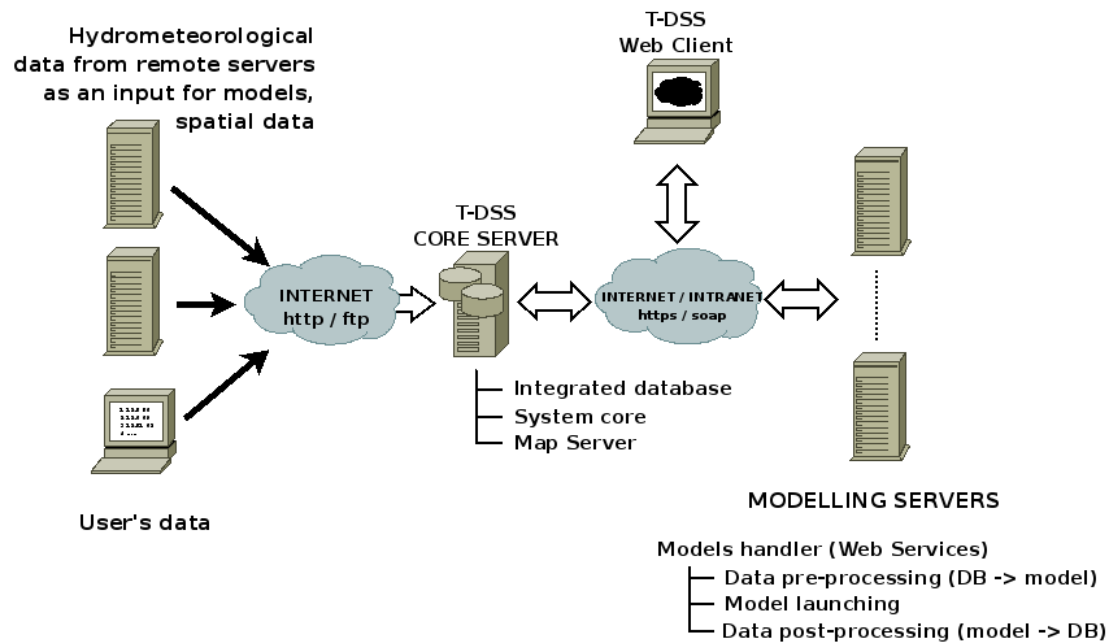 Hydrometeorological
data from remote servers
as an input for models,
spatial data
T-DSS
Web Client
T-DSS
CORE SERVER
INTERNET
http / ftp
INTERNET / INTRANET
https / soap
Integrated database
System core
Map Server
User's data
MODELLING SERVERS
Models handler (Web Services)
Data pre-processing (DB -> model)
Model launching
Data post-processing (model -> DB)